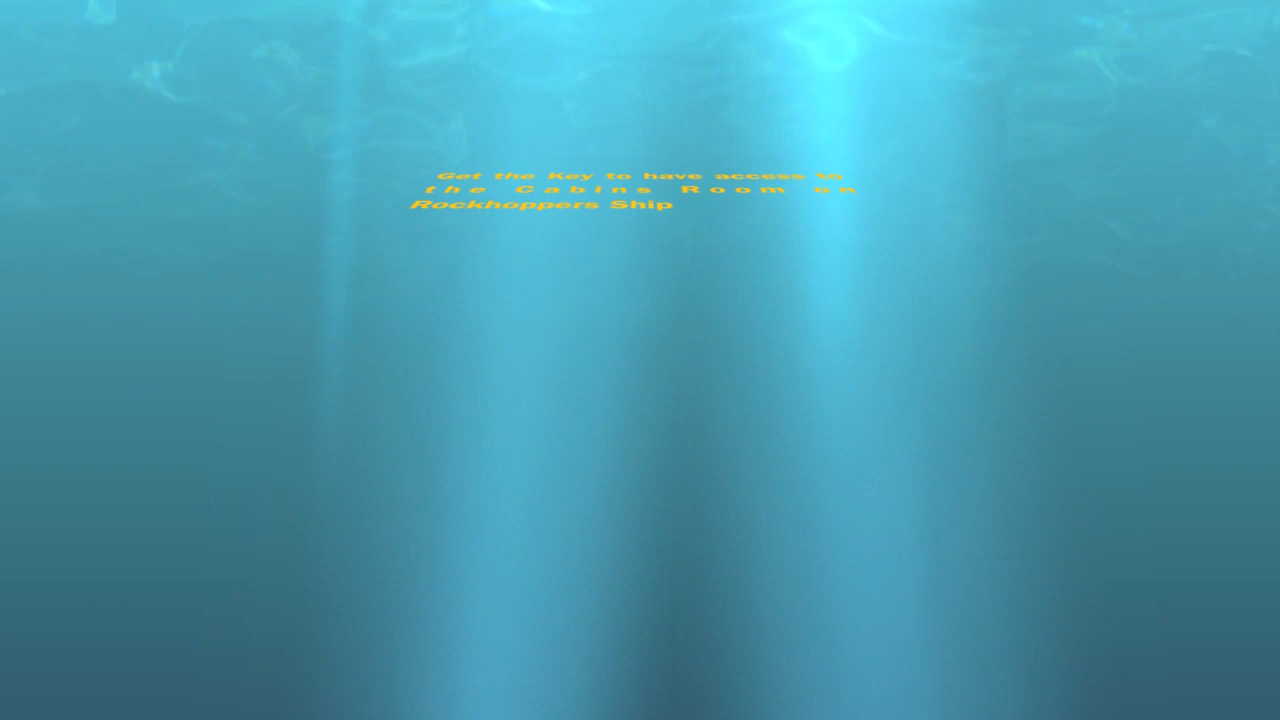 Get the Key to have access to
the Cabins Room on
Rockhoppers Ship